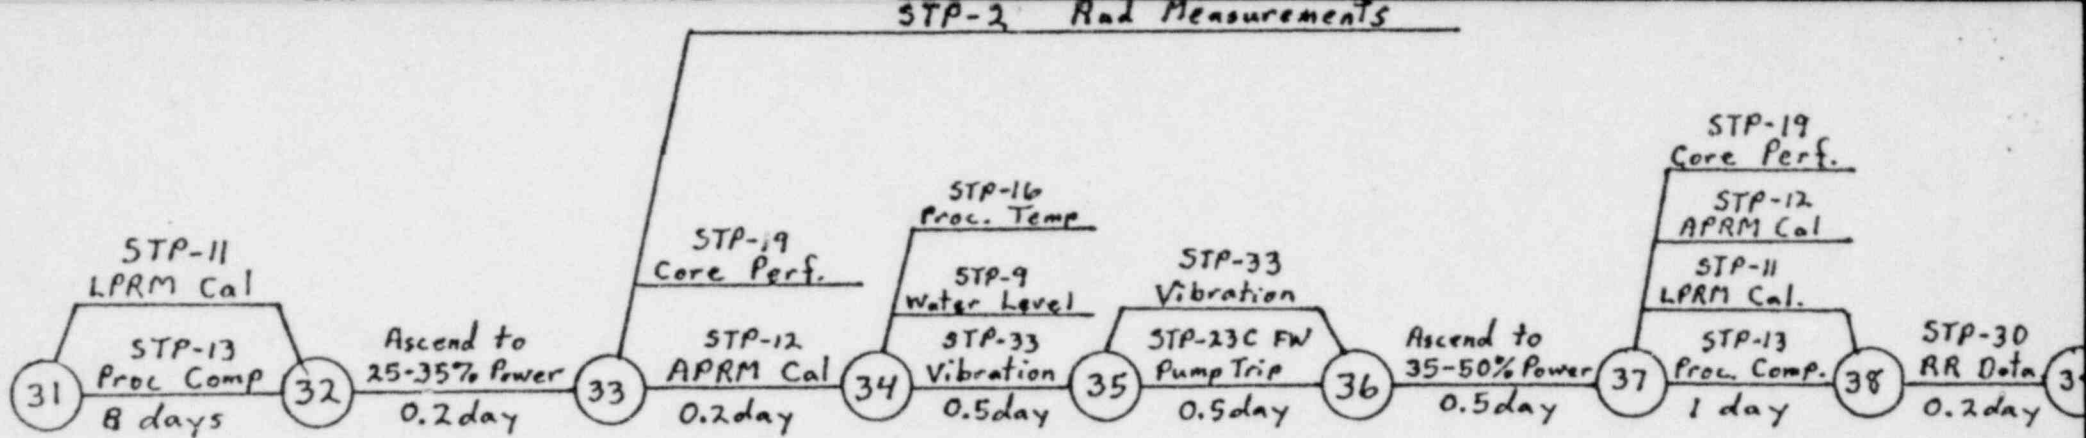 STP-2 Rad Measurements
STP-11
LPRM Cal
31
STP-13
Proc Comp
8 days
32
Ascend to
25-35% Power
0.2day
33
STP-19
Core Perf.
STP-12
APRM Cal
0.2day
34
STP-16
Proc. Temp
STP-9
Water Level
STP-33
Vibration
0.5day
35
STP-33
Vibration
STP-23C FW
Pump Trip
0.5day
36
Ascend to
35-50% Power
0.5day
37
STP-19
Core Perf.
STP-12
APRM Cal
STP-11
LPRM Cal.
STP-13
Proc. Comp.
1 day
38
STP-30
RR Data
0.2day